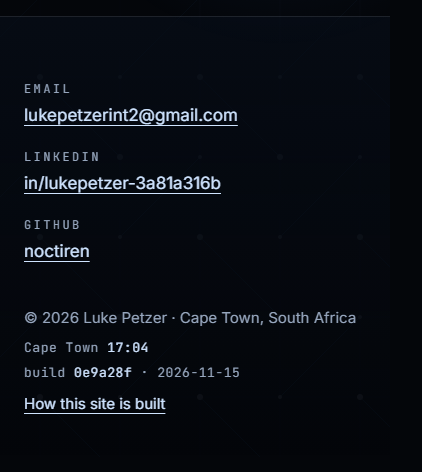 EMAIL
lukepetzerint2@gmail.com
LINKEDIN
in/lukepetzer-3a81a316b
GITHUB
noctiren
© 2026 Luke Petzer · Cape Town, South Africa
Cape Town 17:04
build 0e9a28f · 2026-11-15
How this site is built